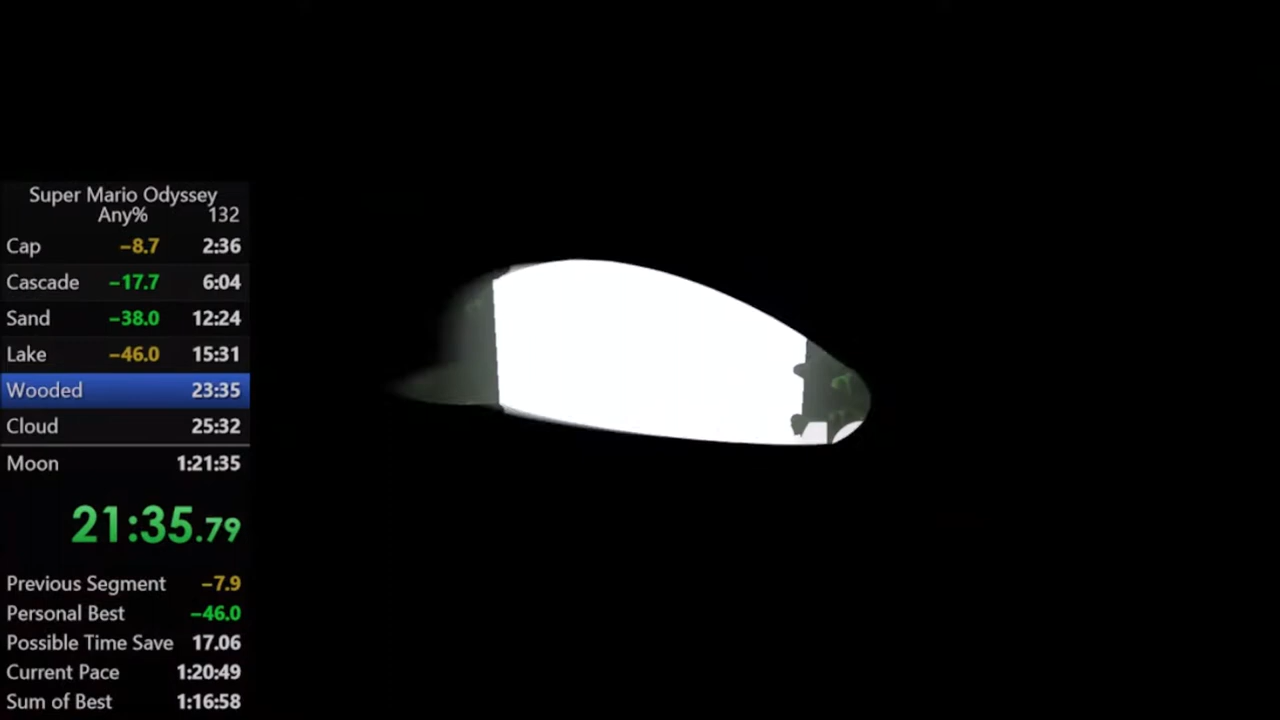 Super Mario Odyssey
Any% 132
Cap −8.7 2:36
Cascade −17.7 6:04
Sand −38.0 12:24
Lake −46.0 15:31
Wooded 23:35
Cloud 25:32
Moon 1:21:35
21:35.79
Previous Segment −7.9
Personal Best −46.0
Possible Time Save 17.06
Current Pace 1:20:49
Sum of Best 1:16:58